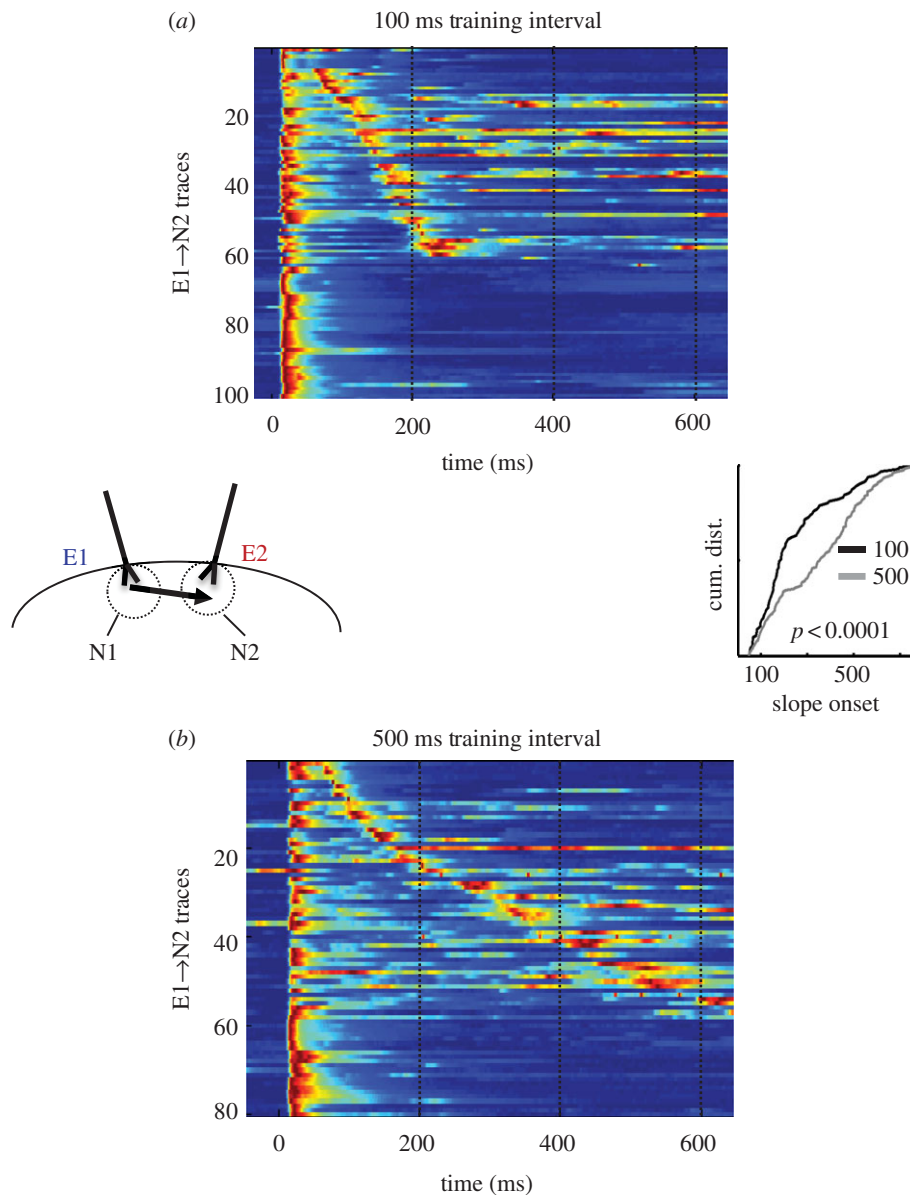 (a) 100 ms training interval
E1→N2 traces
20
40
60
80
100
0 200 400 600
time (ms)
E1 E2
N1 N2
cum. dist.
100
500
p < 0.0001
100 500
slope onset
(b) 500 ms training interval
E1→N2 traces
20
40
60
80
0 200 400 600
time (ms)